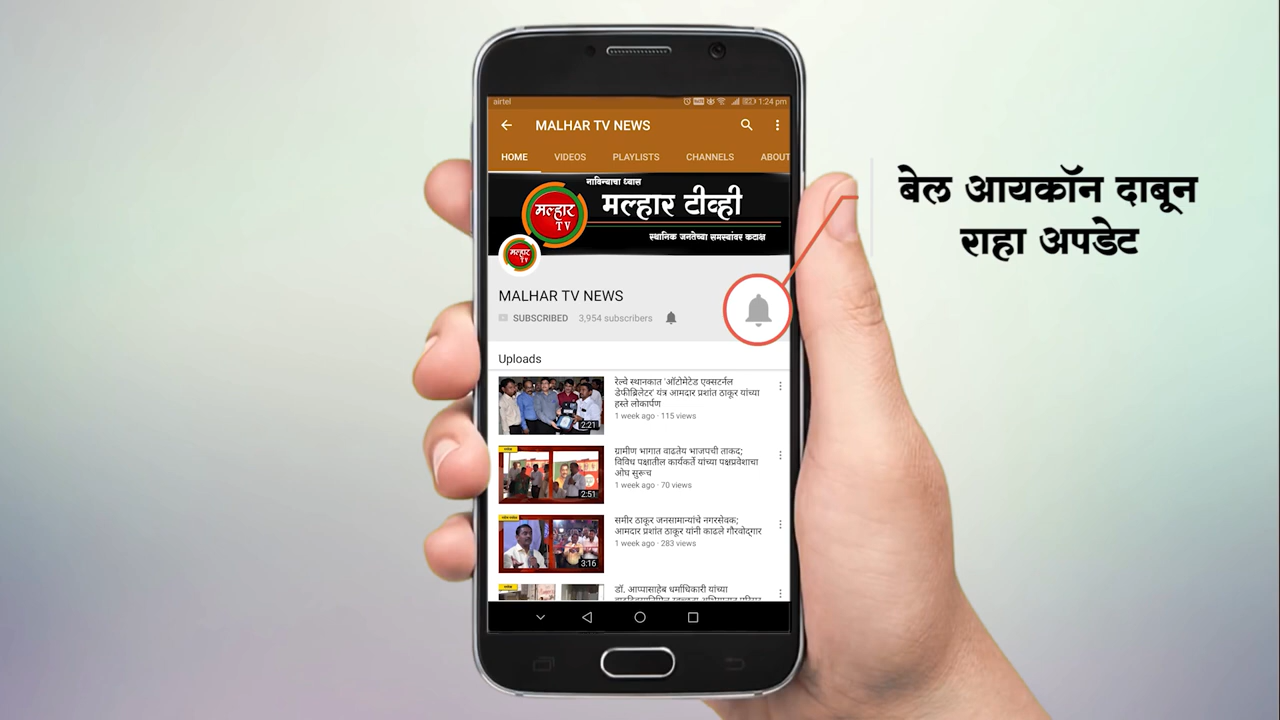 airtel
1:24 pm
MALHAR TV NEWS
HOME VIDEOS PLAYLISTS CHANNELS ABOUT
नाविन्याचा ध्यास
मल्हार टीव्ही
स्थानिक जनतेच्या समस्यांवर कटाक्ष
मल्हार
TV
मल्हार
TV
MALHAR TV NEWS
SUBSCRIBED 3,954 subscribers
Uploads
रेल्वे स्थानकात 'ऑटोमेटेड एक्सटर्नल
डेफीब्रिलेटर' यंत्र आमदार प्रशांत ठाकूर यांच्या
हस्ते लोकार्पण
1 week ago · 115 views
2:21
ग्रामीण भागात वाढतेय भाजपची ताकद;
विविध पक्षातील कार्यकर्ते यांच्या पक्षप्रवेशाचा
ओघ सुरूच
1 week ago · 70 views
2:51
समीर ठाकूर जनसामान्यांचे नगरसेवक;
आमदार प्रशांत ठाकूर यांनी काढले गौरवोद्गार
1 week ago · 283 views
3:16
डॉ. आप्पासाहेब धर्माधिकारी यांच्या
बेल आयकॉन दाबून
राहा अपडेट